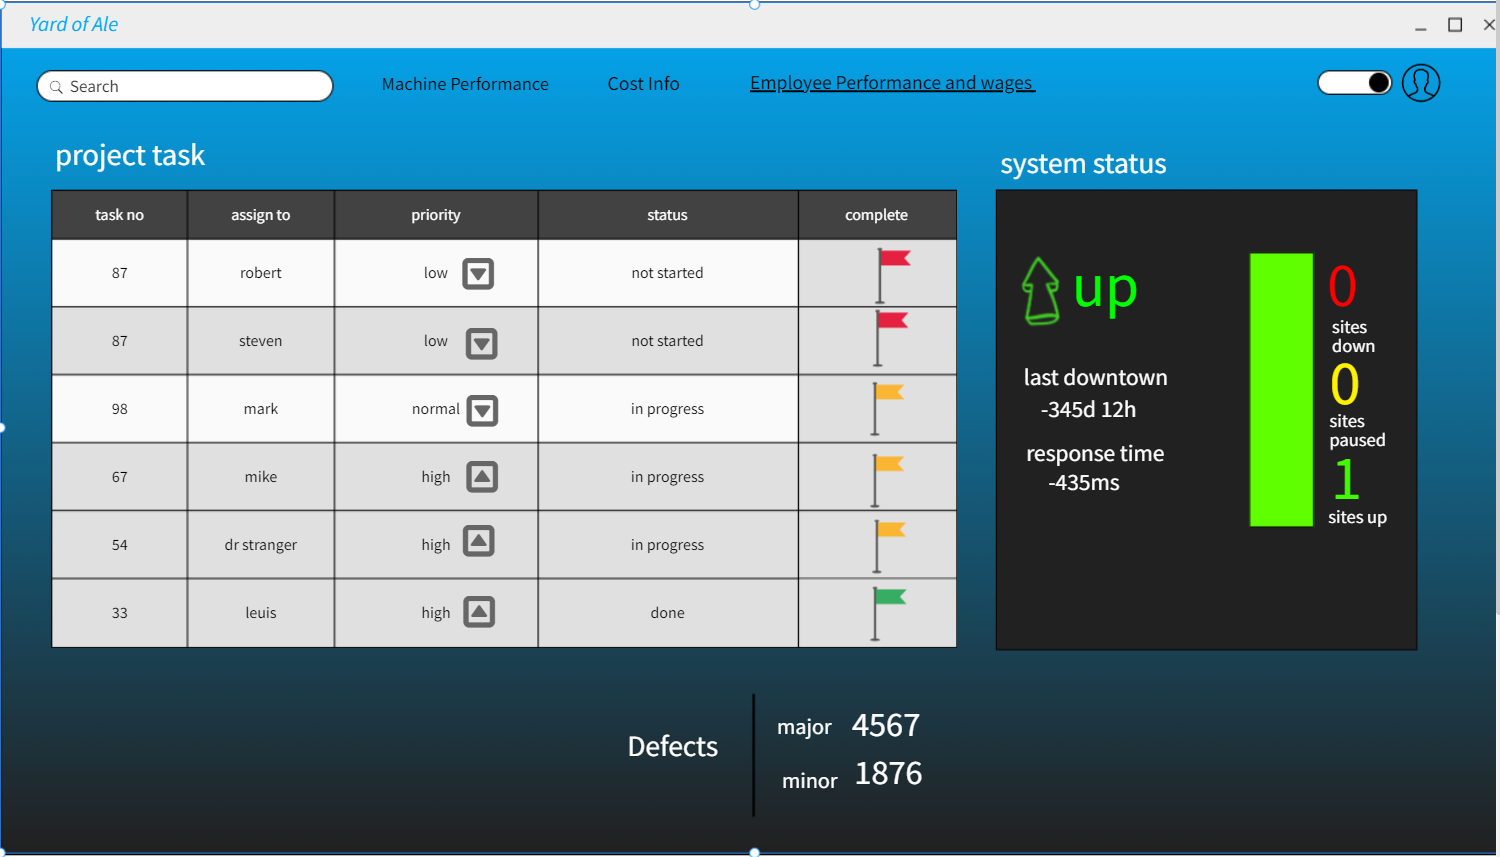 Yard of Ale
Search
Machine Performance
Cost Info
Employee Performance and wages
project task
task no assign to priority status complete
87 robert low not started
87 steven low not started
98 mark normal in progress
67 mike high in progress
54 dr stranger high in progress
33 leuis high done
system status
up
last downtown
-345d 12h
response time
-435ms
0
sites
down
0
sites
paused
1
sites up
Defects
major 4567
minor 1876